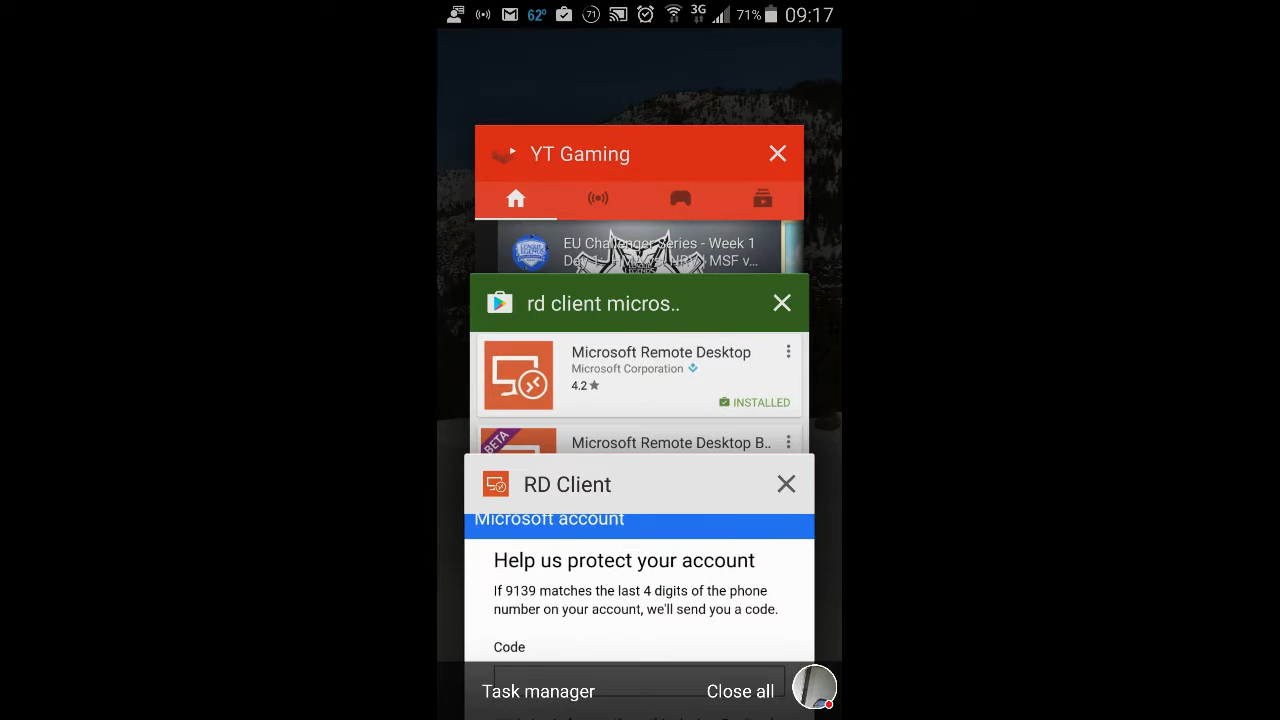 62° 71 3G 71% 09:17
YT Gaming
EU Challenger Series - Week 1
MSF v...
rd client micros..
Microsoft Remote Desktop
Microsoft Corporation
4.2★
INSTALLED
BETA
Microsoft Remote Desktop B..
RD Client
Microsoft account
Help us protect your account
If 9139 matches the last 4 digits of the phone
number on your account, we'll send you a code.
Code
Task manager Close all